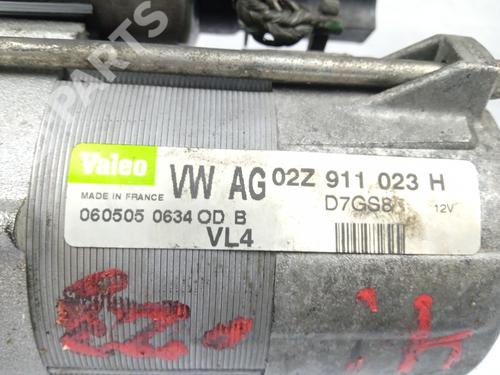 B-PARTS
Valeo VW AG 02Z 911 023 H
MADE IN FRANCE D7GS8 12V
060505 0634 OD B
VL4